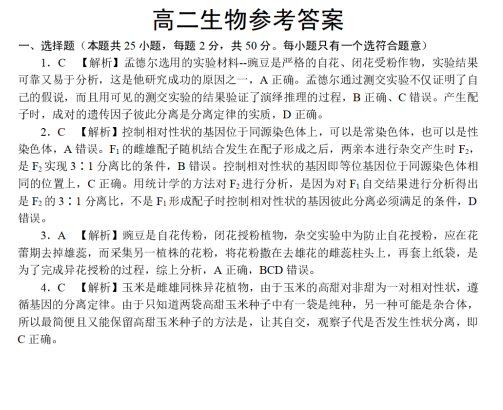 高二生物参考答案
一、选择题（本题共 25 小题，每题 2 分，共 50 分。每小题只有一个选符合题意）
1．C 【解析】孟德尔选用的实验材料--豌豆是严格的自花、闭花受粉作物，实验结果
可靠又易于分析，这是他研究成功的原因之一，A 正确。孟德尔通过测交实验不仅证明了自
己的假说，而且用可见的测交实验的结果验证了演绎推理的过程，B 正确、C 错误。产生配
子时，成对的遗传因子彼此分离是分离定律的实质，D 正确。
2．C 【解析】控制相对性状的基因位于同源染色体上，可以是常染色体，也可以是性
染色体，A 错误。F₁的雌雄配子随机结合发生在配子形成之后，两亲本进行杂交产生时 F₂，
是 F₂实现 3∶1 分离比的条件，B 错误。控制相对性状的基因即等位基因位于同源染色体相
同的位置上，C 正确。用统计学的方法对 F₂进行分析，是因为对 F₁自交结果进行分析得出
是 F₂的 3∶1 分离比，不是 F₁形成配子时控制相对性状的基因彼此分离必须满足的条件，D
错误。
3．A 【解析】豌豆是自花传粉，闭花授粉植物，杂交实验中为防止自花授粉，应在花
蕾期去掉雄蕊，而采集另一植株的花粉，将花粉撒在去雄花的雌蕊柱头上，再套上纸袋，是
为了完成异花授粉的过程，综上分析，A 正确，BCD 错误。
4．C 【解析】玉米是雌雄同株异花植物，由于玉米的高甜对非甜为一对相对性状，遵
循基因的分离定律。由于只知道两袋高甜玉米种子中有一袋是纯种，另一种可能是杂合体，
所以最简便且又能保留高甜玉米种子的方法是，让其自交，观察子代是否发生性状分离，即
C 正确。